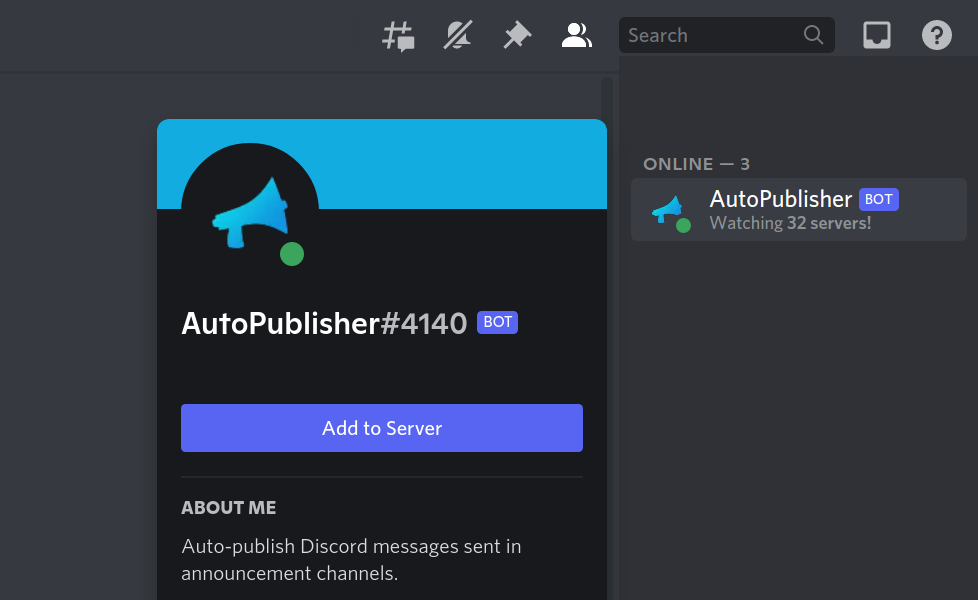 Search
ONLINE — 3
AutoPublisher BOT
Watching 32 servers!
AutoPublisher#4140 BOT
Add to Server
ABOUT ME
Auto-publish Discord messages sent in
announcement channels.